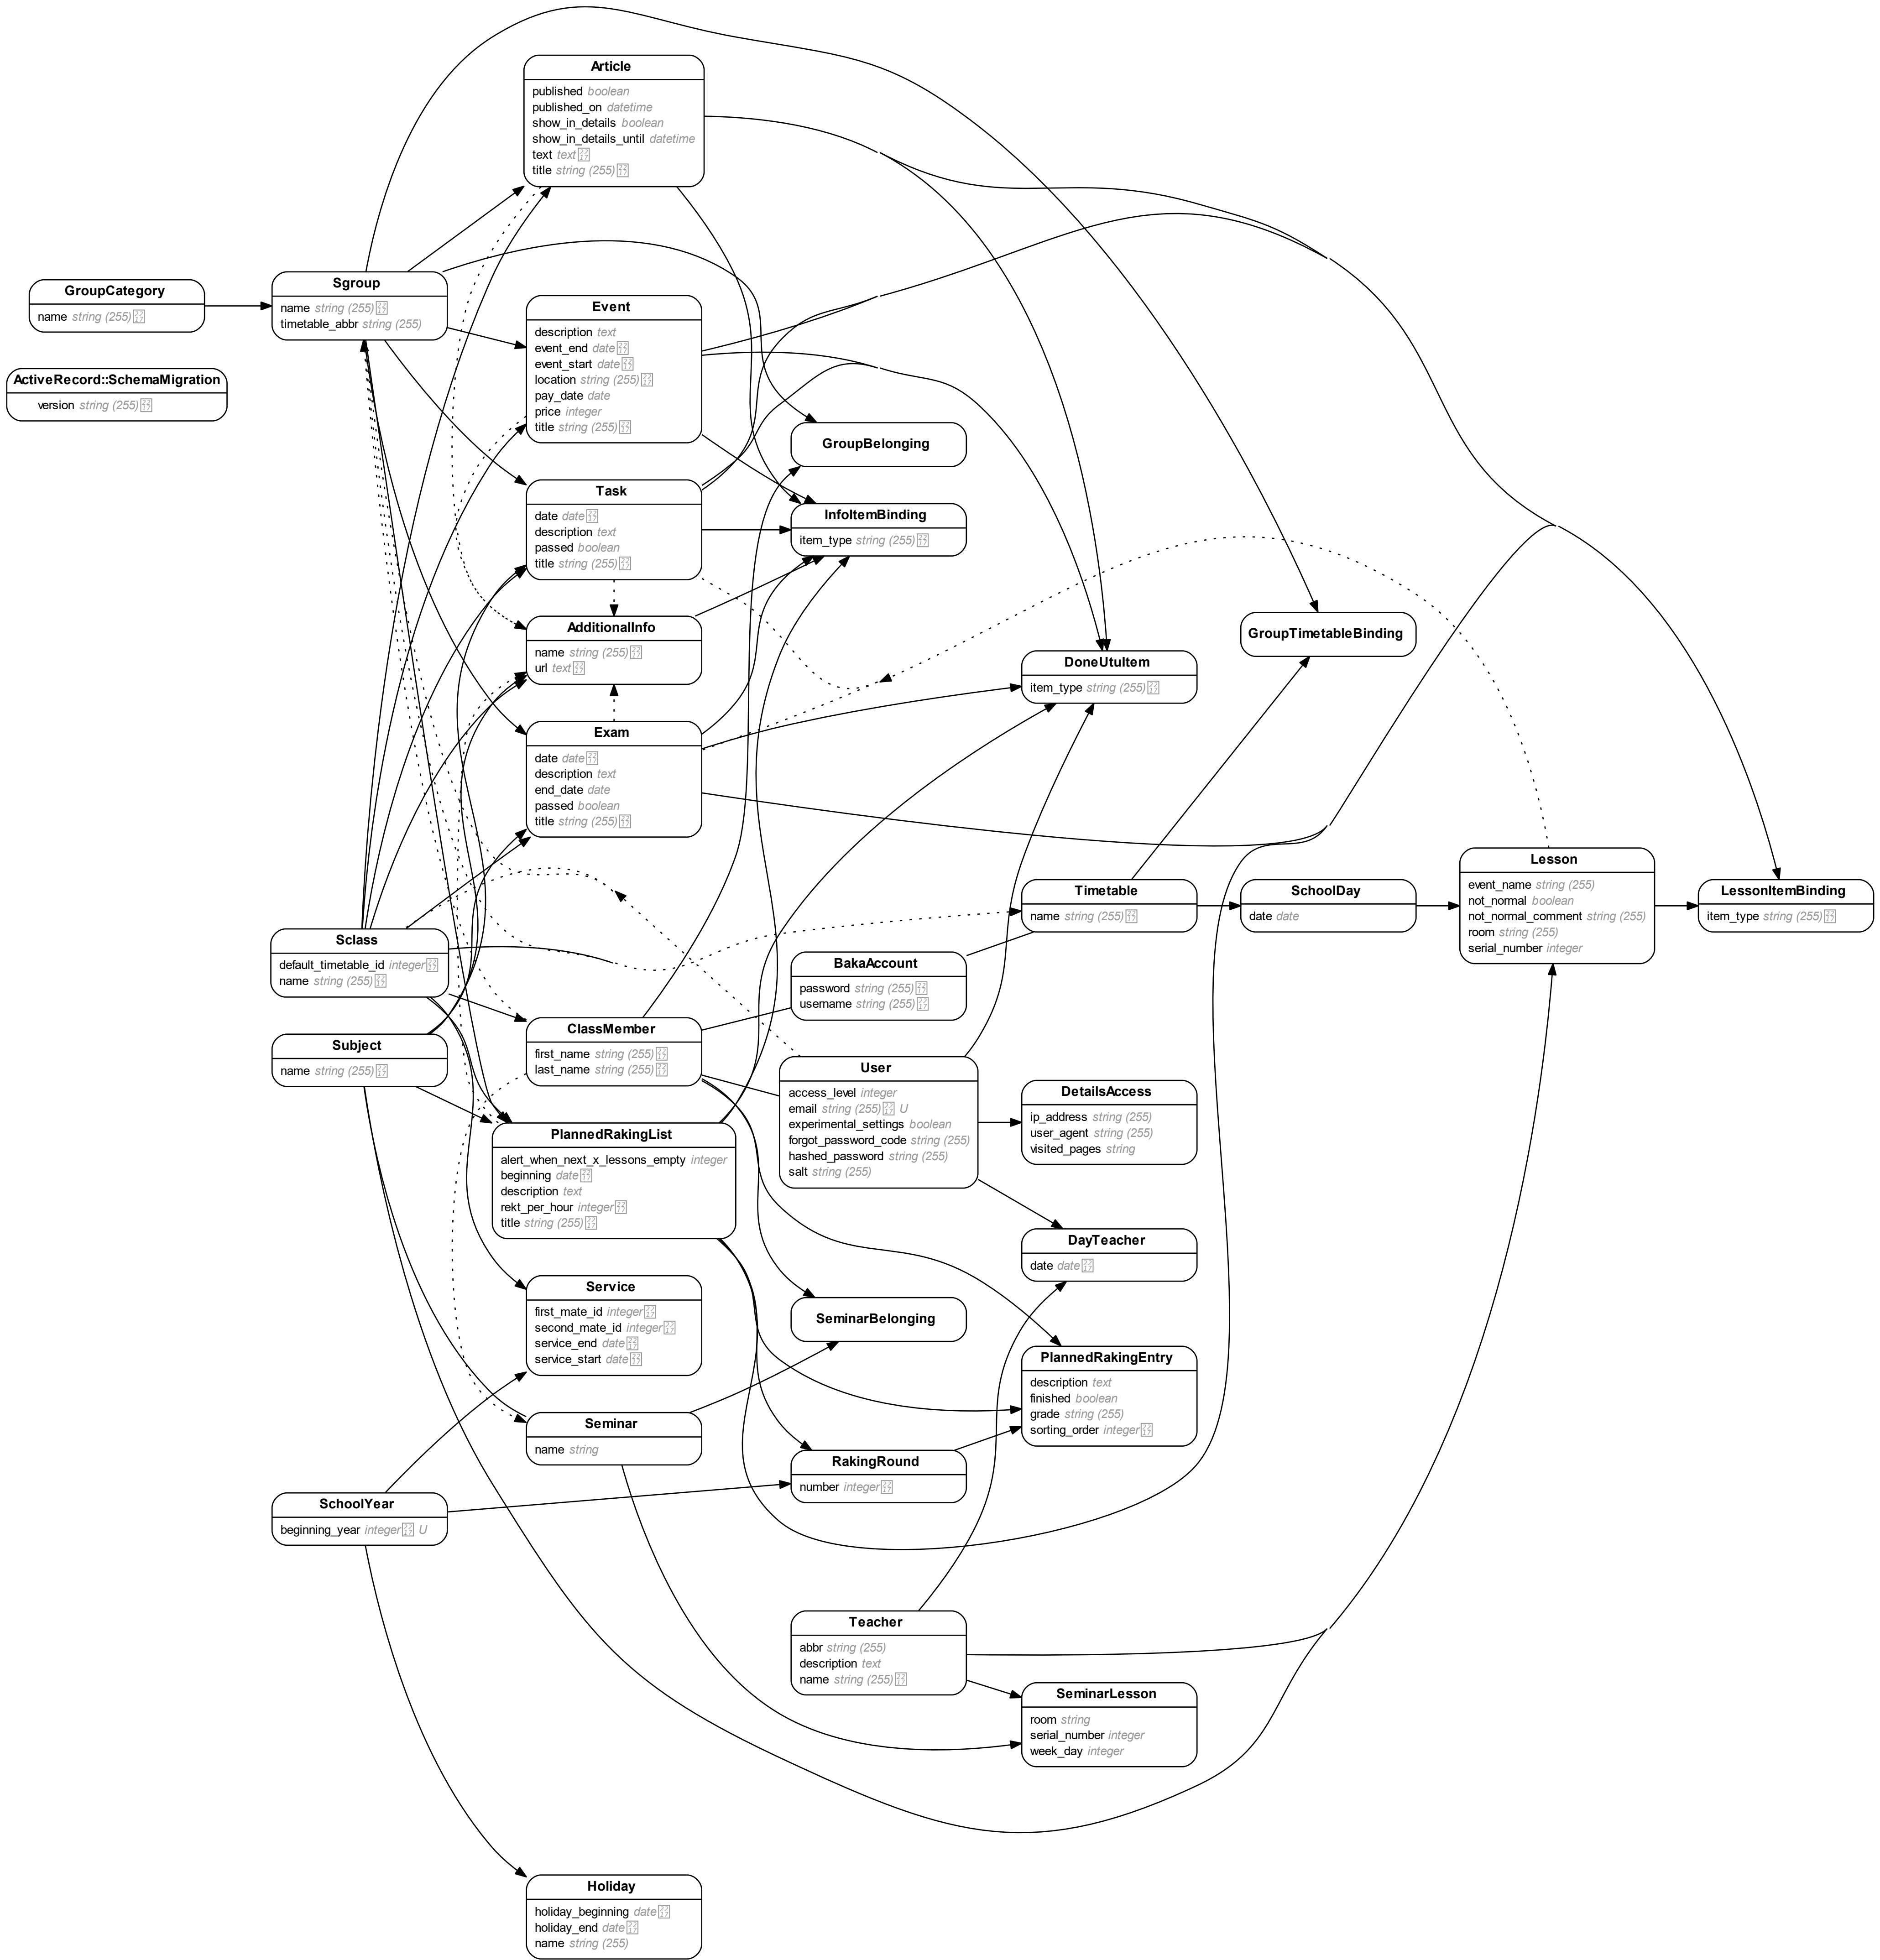 Article
published boolean
published_on datetime
show_in_details boolean
show_in_details_until datetime
text text
title string (255)
GroupCategory
name string (255)
Sgroup
name string (255)
timetable_abbr string (255)
ActiveRecord::SchemaMigration
version string (255)
Event
description text
event_end date
event_start date
location string (255)
pay_date date
price integer
title string (255)
GroupBelonging
Task
date date
description text
passed boolean
title string (255)
InfoItemBinding
item_type string (255)
AdditionalInfo
name string (255)
url text
GroupTimetableBinding
DoneUtuItem
item_type string (255)
Exam
date date
description text
end_date date
passed boolean
title string (255)
Lesson
event_name string (255)
not_normal boolean
not_normal_comment string (255)
room string (255)
serial_number integer
Timetable
name string (255)
SchoolDay
date date
LessonItemBinding
item_type string (255)
Sclass
default_timetable_id integer
name string (255)
BakaAccount
password string (255)
username string (255)
ClassMember
first_name string (255)
last_name string (255)
Subject
name string (255)
User
access_level integer
email string (255) U
experimental_settings boolean
forgot_password_code string (255)
hashed_password string (255)
salt string (255)
DetailsAccess
ip_address string (255)
user_agent string (255)
visited_pages string
PlannedRakingList
alert_when_next_x_lessons_empty integer
beginning date
description text
rekt_per_hour integer
title string (255)
DayTeacher
date date
Service
first_mate_id integer
second_mate_id integer
service_end date
service_start date
SeminarBelonging
PlannedRakingEntry
description text
finished boolean
grade string (255)
sorting_order integer
Seminar
name string
RakingRound
number integer
SchoolYear
beginning_year integer U
Teacher
abbr string (255)
description text
name string (255)
SeminarLesson
room string
serial_number integer
week_day integer
Holiday
holiday_beginning date
holiday_end date
name string (255)